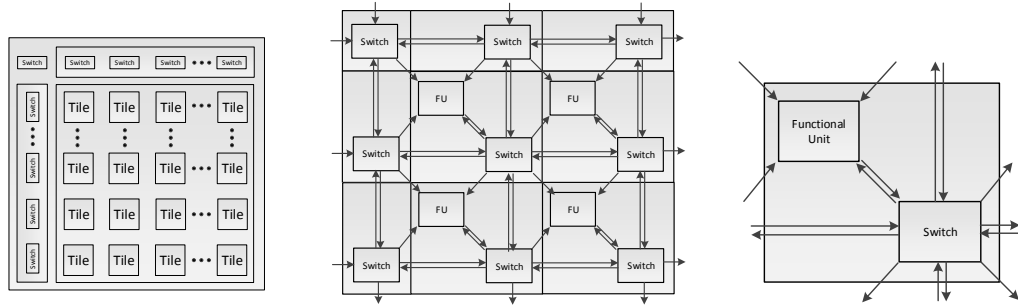 Switch
Switch Switch Switch ••• Switch
Switch
Switch
Switch
Switch
Tile Tile Tile ••• Tile
Tile Tile Tile ••• Tile
Tile Tile Tile ••• Tile
Tile Tile Tile ••• Tile
Switch Switch Switch
FU FU
Switch Switch Switch
FU FU
Switch Switch Switch
Functional
Unit
Switch